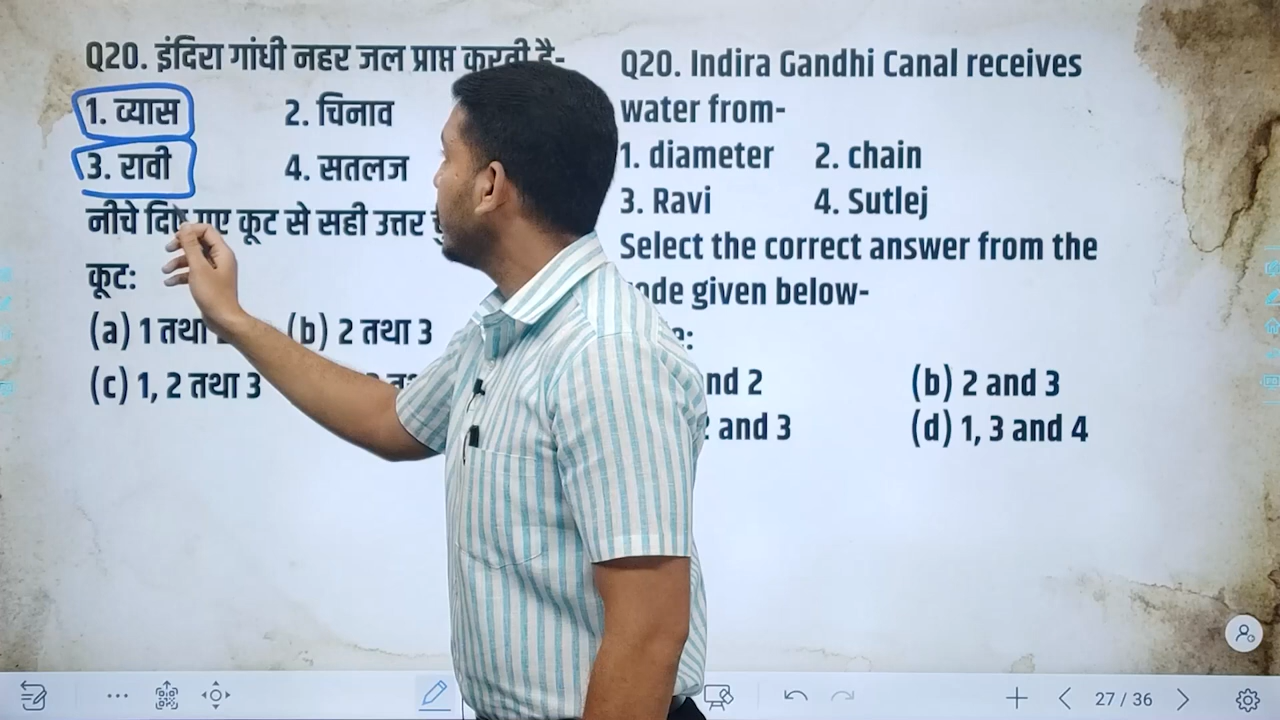 Q20. इंदिरा गांधी नहर जल प्राप्त करती है-
1. व्यास 2. चिनाव
3. रावी 4. सतलज
नीचे दिए गए कूट से सही उत्तर
कूट:
(a) 1 तथा (b) 2 तथा 3
(c) 1, 2 तथा 3
Q20. Indira Gandhi Canal receives
water from-
1. diameter 2. chain
3. Ravi 4. Sutlej
Select the correct answer from the
given below-
2 (b) 2 and 3
and 3 (d) 1, 3 and 4
27 / 36